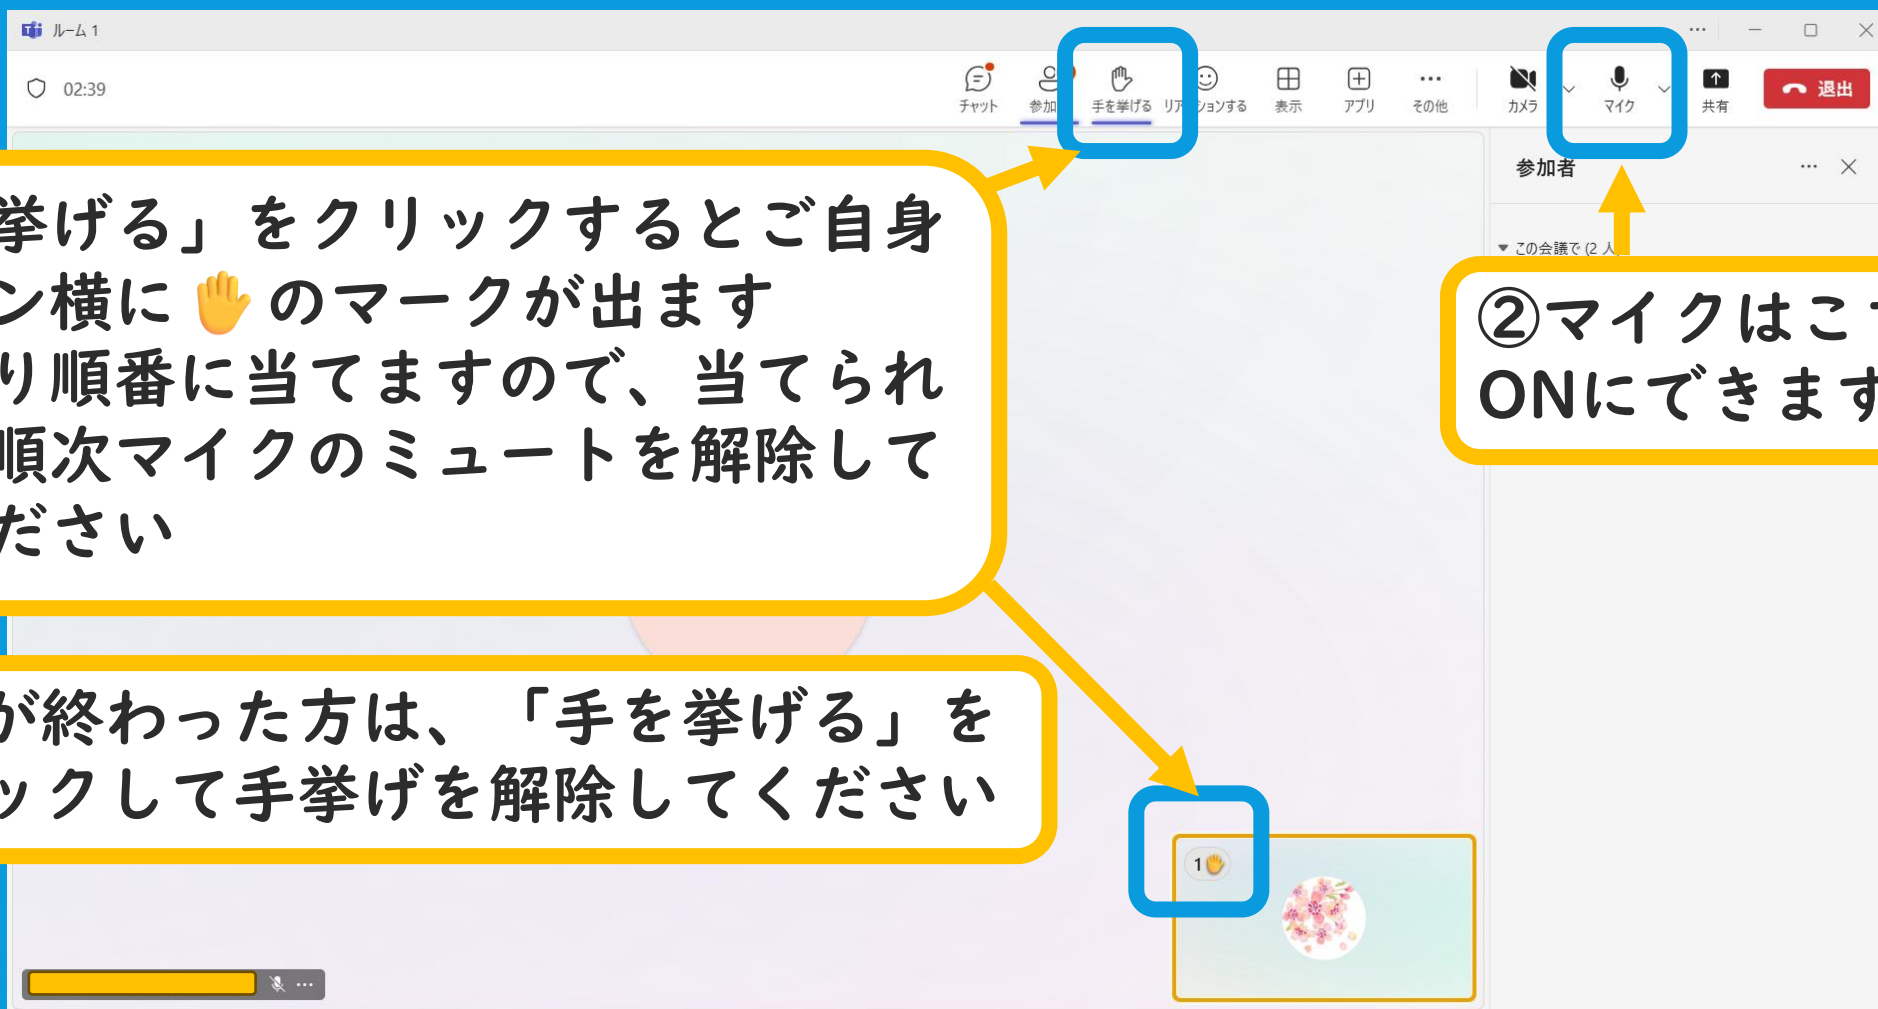 ルーム 1
02:39
チャット
手を挙げる
表示
アプリ
その他
カメラ
マイク
共有
退出
参加者
この会議で (2 人
挙げる」をクリックするとご自身
ン横に🖐のマークが出ます
り順番に当てますので、当てられ
順次マイクのミュートを解除して
ださい
②マイクはこ
ONにできます
が終わった方は、「手を挙げる」を
ックして手挙げを解除してください
1🖐